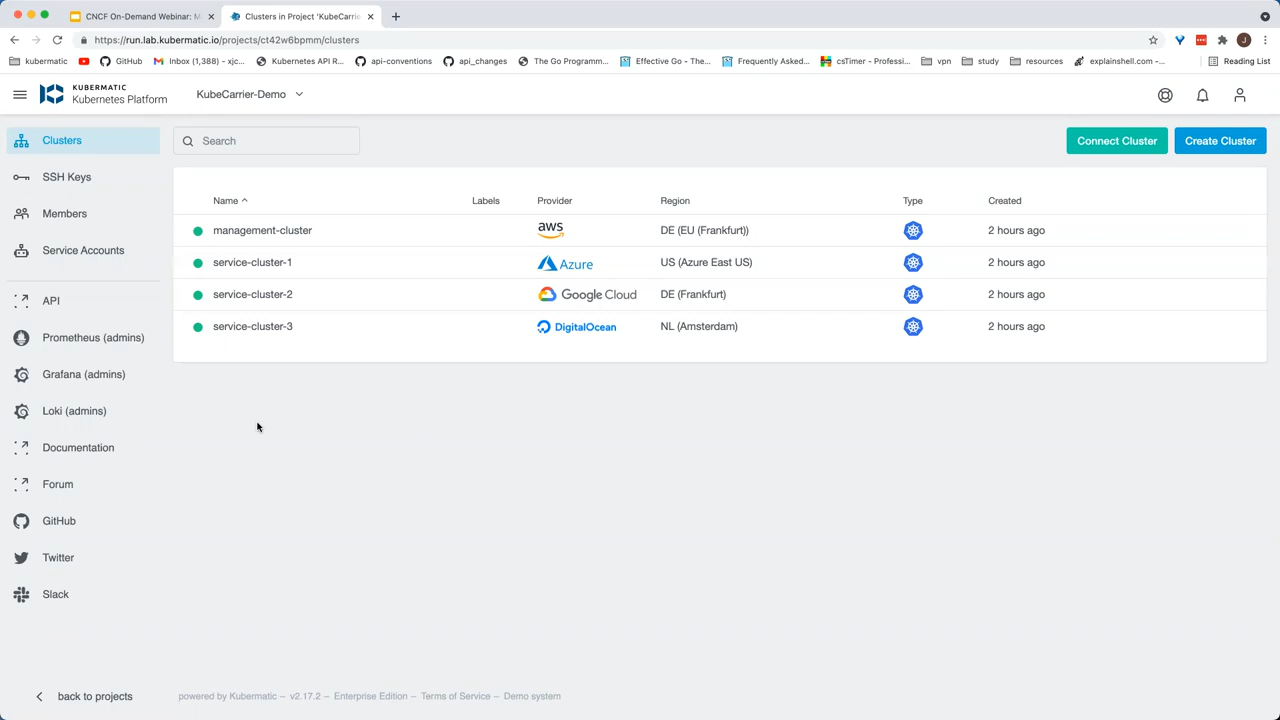 CNCF On-Demand Webinar: M
Clusters in Project 'KubeCarrie
https://run.lab.kubermatic.io/projects/ct42w6bpmm/clusters
J
kubermatic GitHub Inbox (1,388) - xjc... Kubernetes API R... api-conventions api_changes The Go Programm... Effective Go - The... Frequently Asked... csTimer - Professi... vpn study resources explainshell.com -... Reading List
KUBERMATIC
Kubernetes Platform
KubeCarrier-Demo
Clusters
SSH Keys
Members
Service Accounts
API
Prometheus (admins)
Grafana (admins)
Loki (admins)
Documentation
Forum
GitHub
Twitter
Slack
back to projects
Search
Connect Cluster
Create Cluster
Name Labels Provider Region Type Created
management-cluster aws DE (EU (Frankfurt)) 2 hours ago
service-cluster-1 Azure US (Azure East US) 2 hours ago
service-cluster-2 Google Cloud DE (Frankfurt) 2 hours ago
service-cluster-3 DigitalOcean NL (Amsterdam) 2 hours ago
powered by Kubermatic – v2.17.2 – Enterprise Edition – Terms of Service – Demo system